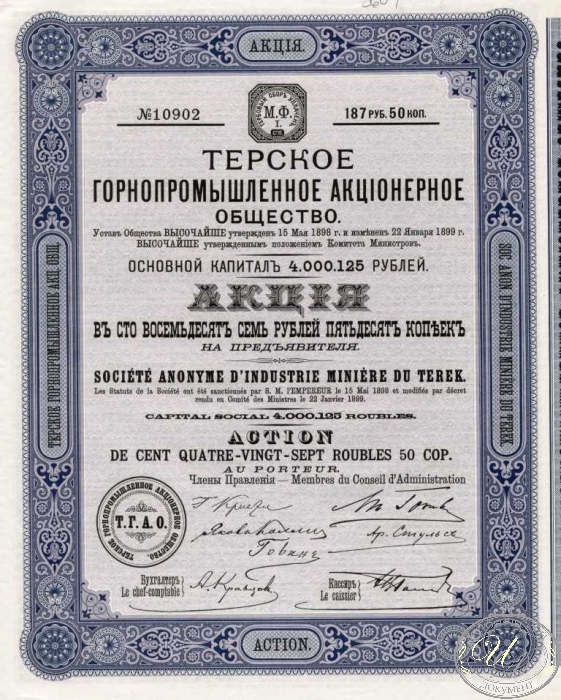 АКЦІЯ.
№10902
ГЕРБОВЫЙ СБОРЪ УПЛАЧЕНЪ
М.Ф.
I.
187 РУБ. 50 КОП.
ТЕРСКОЕ
ГОРНОПРОМЫШЛЕННОЕ АКЦІОНЕРНОЕ
ОБЩЕСТВО.
Уставъ Общества ВЫСОЧАЙШЕ утвержденъ 15 Мая 1898 г. и измѣненъ 22 Января 1899 г.
ВЫСОЧАЙШЕ утвержденнымъ положеніемъ Комитета Министровъ.
ОСНОВНОЙ КАПИТАЛЪ 4.000.125 РУБЛЕЙ.
АКЦІЯ
ВЪ СТО ВОСЕМЬДЕСЯТЪ СЕМЬ РУБЛЕЙ ПЯТЬДЕСЯТЪ КОПѢЕКЪ
НА ПРЕДЪЯВИТЕЛЯ.
SOCIÉTÉ ANONYME D'INDUSTRIE MINIÈRE DU TEREK.
Les Statuts de la Société ont été sanctionnés par S. M. l'EMPEREUR le 15 Mai 1898 et modifiés par décret
rendu en Comité des Ministres le 22 Janvier 1899.
CAPITAL SOCIAL 4.000.125 ROUBLES.
ACTION
DE CENT QUATRE-VINGT-SEPT ROUBLES 50 COP.
AU PORTEUR.
Члены Правленія — Membres du Conseil d'Administration
ТЕРСКОЕ ГОРНОПРОМЫШЛЕННОЕ АКЦІОНЕРНОЕ ОБЩЕСТВО.
Т.Г.А.О.
Бухгалтеръ
Le chef-comptable
А. Кравцовъ
Кассиръ
Le caissier
ACTION.
ТЕРСКОЕ ГОРНОПРОМЫШЛЕННОЕ АКЦ. ОБЩ.
SOC. ANON. D'INDUSTRIE MINIERE DU TEREK
И
ДОКУМЕНТ